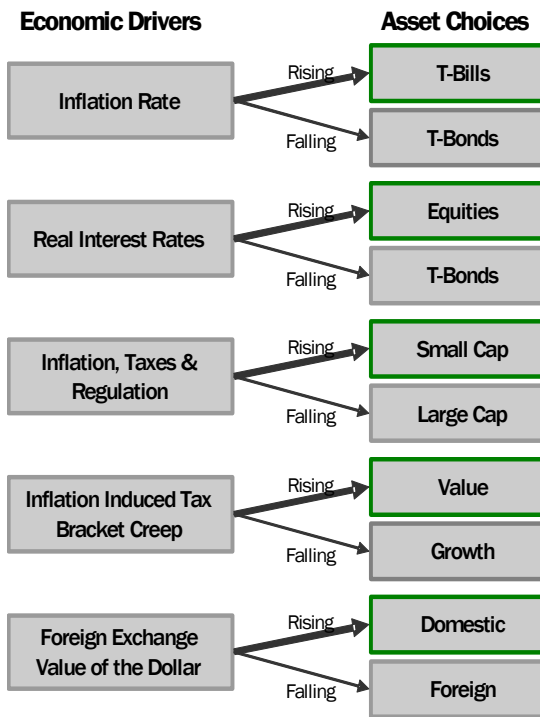 Economic Drivers
Asset Choices
Inflation Rate
Rising
T-Bills
Falling
T-Bonds
Real Interest Rates
Rising
Equities
Falling
T-Bonds
Inflation, Taxes &
Regulation
Rising
Small Cap
Falling
Large Cap
Inflation Induced Tax
Bracket Creep
Rising
Value
Falling
Growth
Foreign Exchange
Value of the Dollar
Rising
Domestic
Falling
Foreign